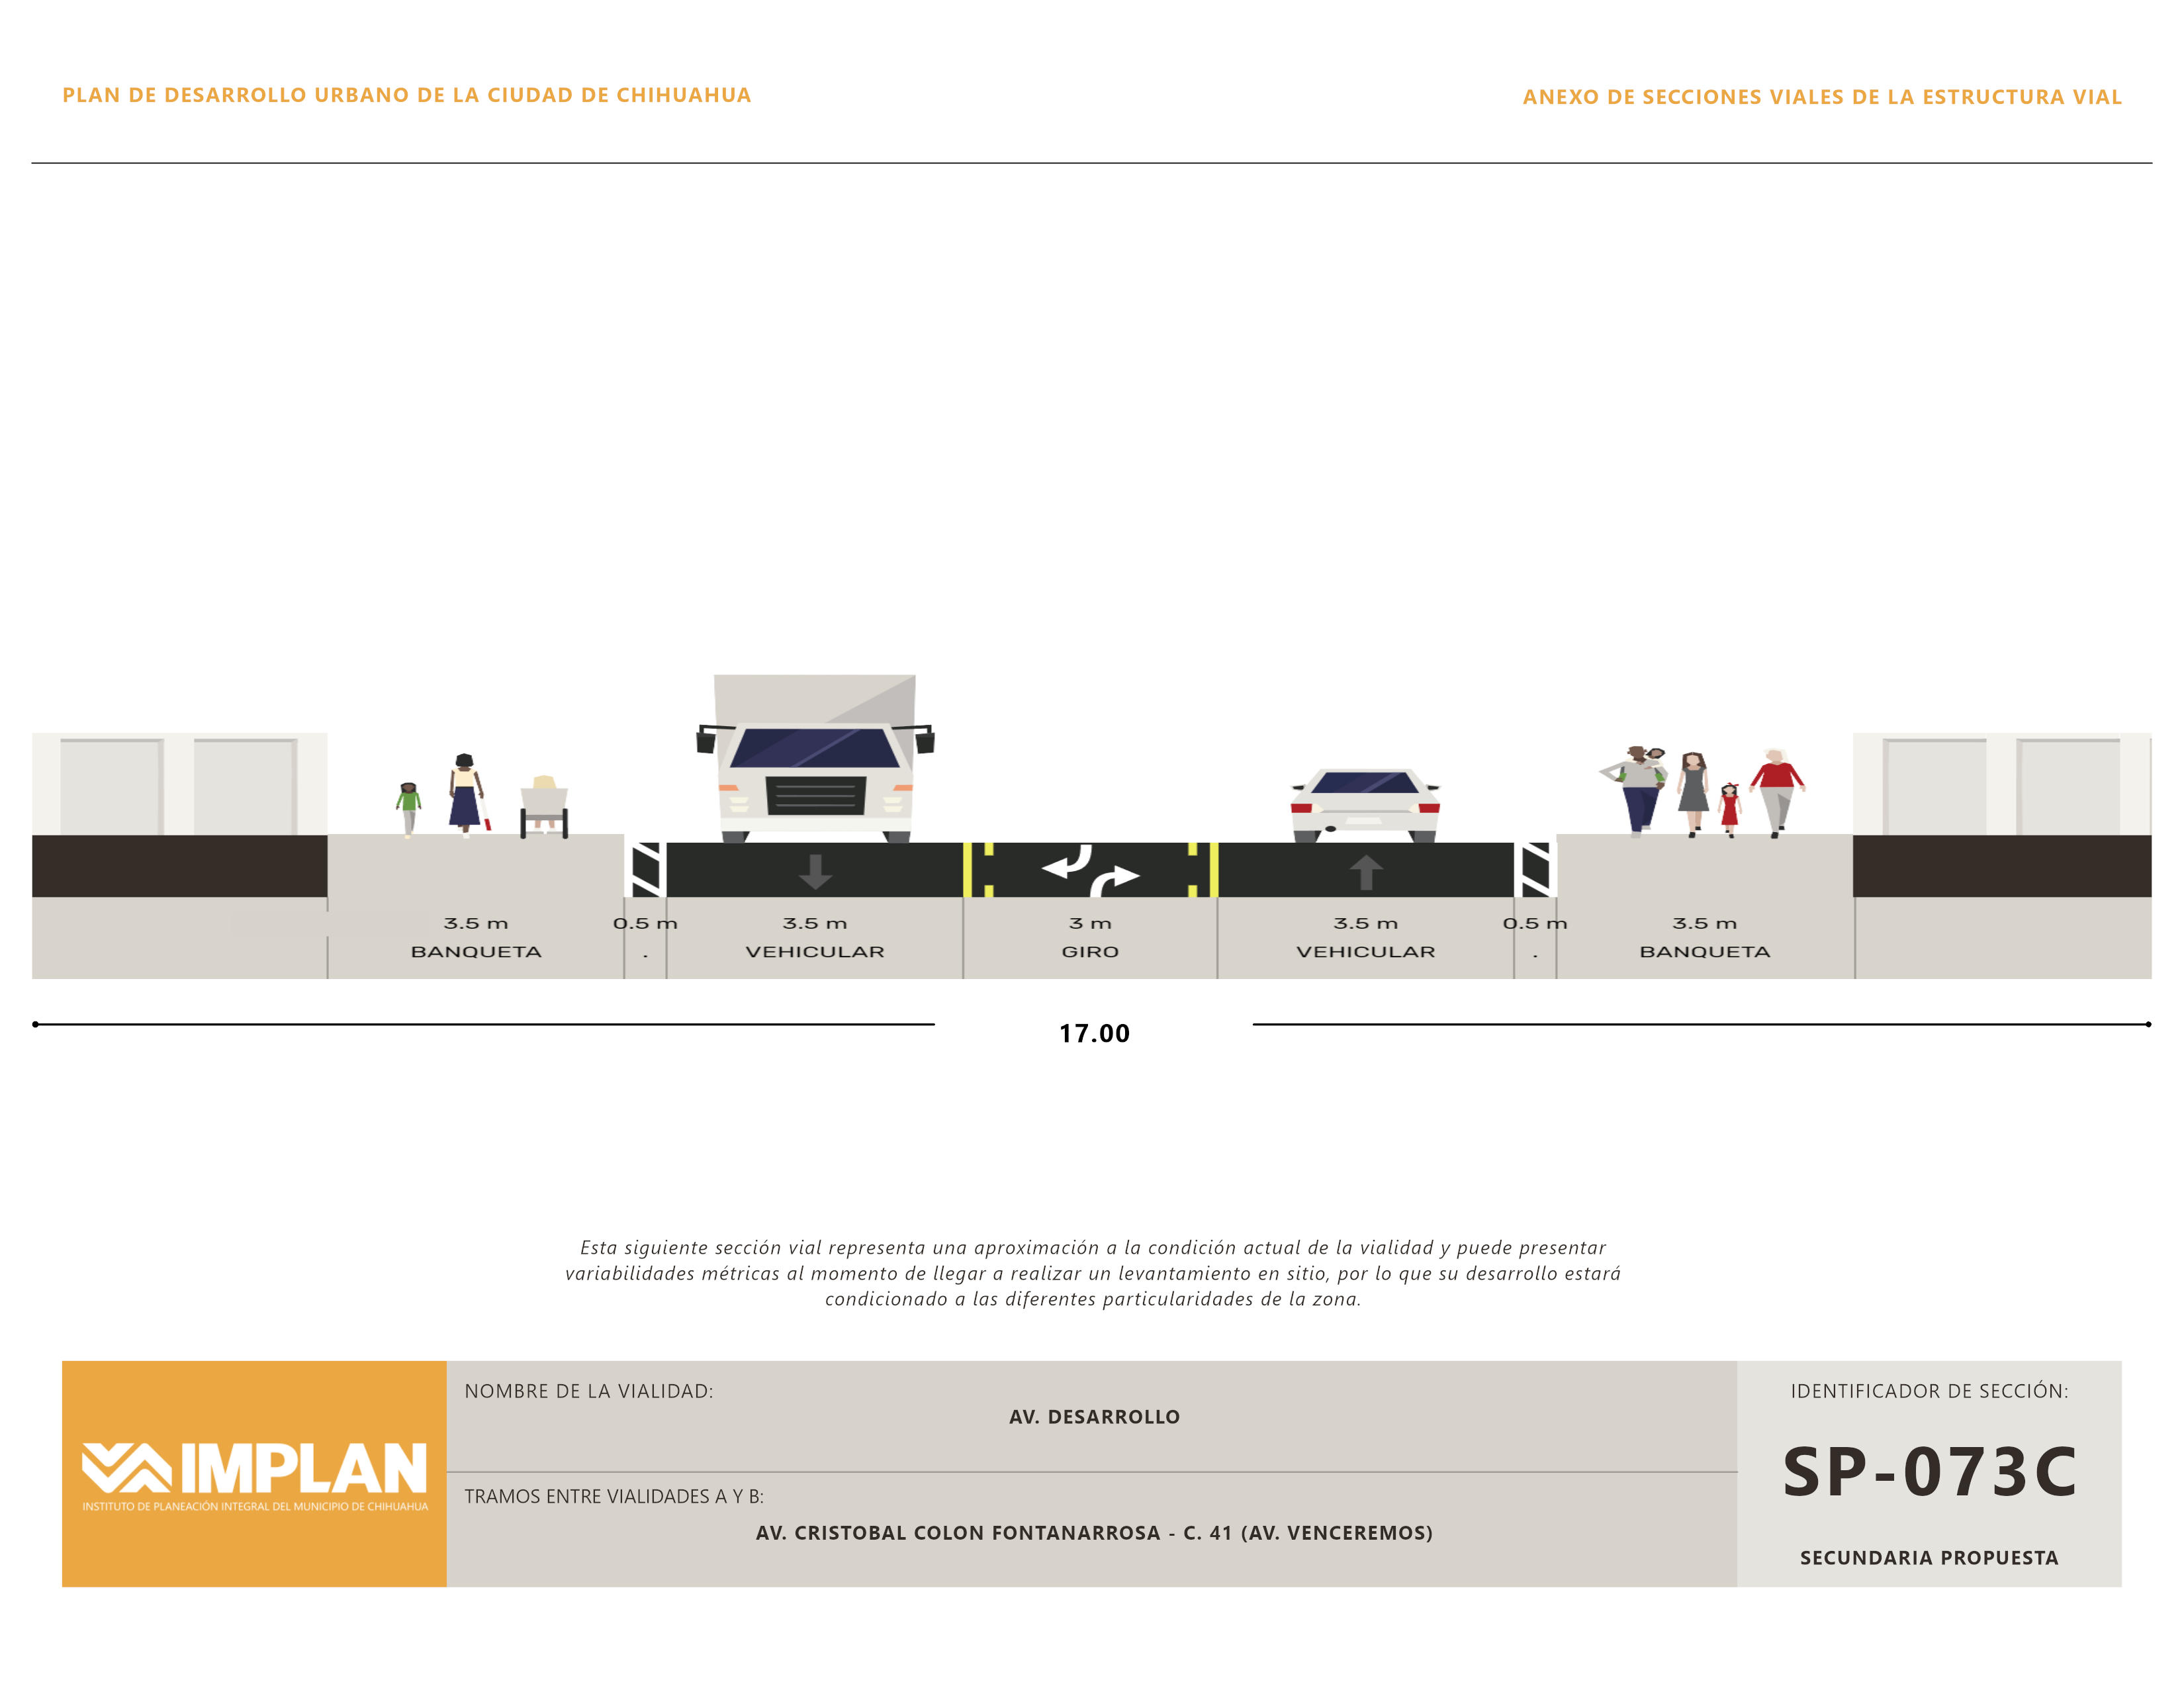 PLAN DE DESARROLLO URBANO DE LA CIUDAD DE CHIHUAHUA
ANEXO DE SECCIONES VIALES DE LA ESTRUCTURA VIAL
3.5 m
BANQUETA
0.5 m
.
3.5 m
VEHICULAR
3 m
GIRO
3.5 m
VEHICULAR
0.5 m
.
3.5 m
BANQUETA
17.00
Esta siguiente sección vial representa una aproximación a la condición actual de la vialidad y puede presentar
variabilidades métricas al momento de llegar a realizar un levantamiento en sitio, por lo que su desarrollo estará
condicionado a las diferentes particularidades de la zona.
IMPLAN
INSTITUTO DE PLANEACIÓN INTEGRAL DEL MUNICIPIO DE CHIHUAHUA
NOMBRE DE LA VIALIDAD:
AV. DESARROLLO
TRAMOS ENTRE VIALIDADES A Y B:
AV. CRISTOBAL COLON FONTANARROSA - C. 41 (AV. VENCEREMOS)
IDENTIFICADOR DE SECCIÓN:
SP-073C
SECUNDARIA PROPUESTA